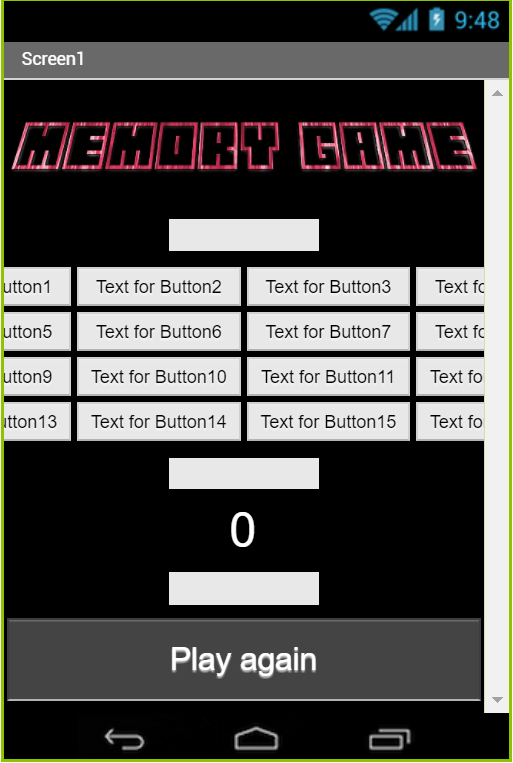 9:48
Screen1
MEMORY GAME
utton1 Text for Button2 Text for Button3 Text fo
utton5 Text for Button6 Text for Button7 Text fo
utton9 Text for Button10 Text for Button11 Text fo
utton13 Text for Button14 Text for Button15 Text fo
0
Play again